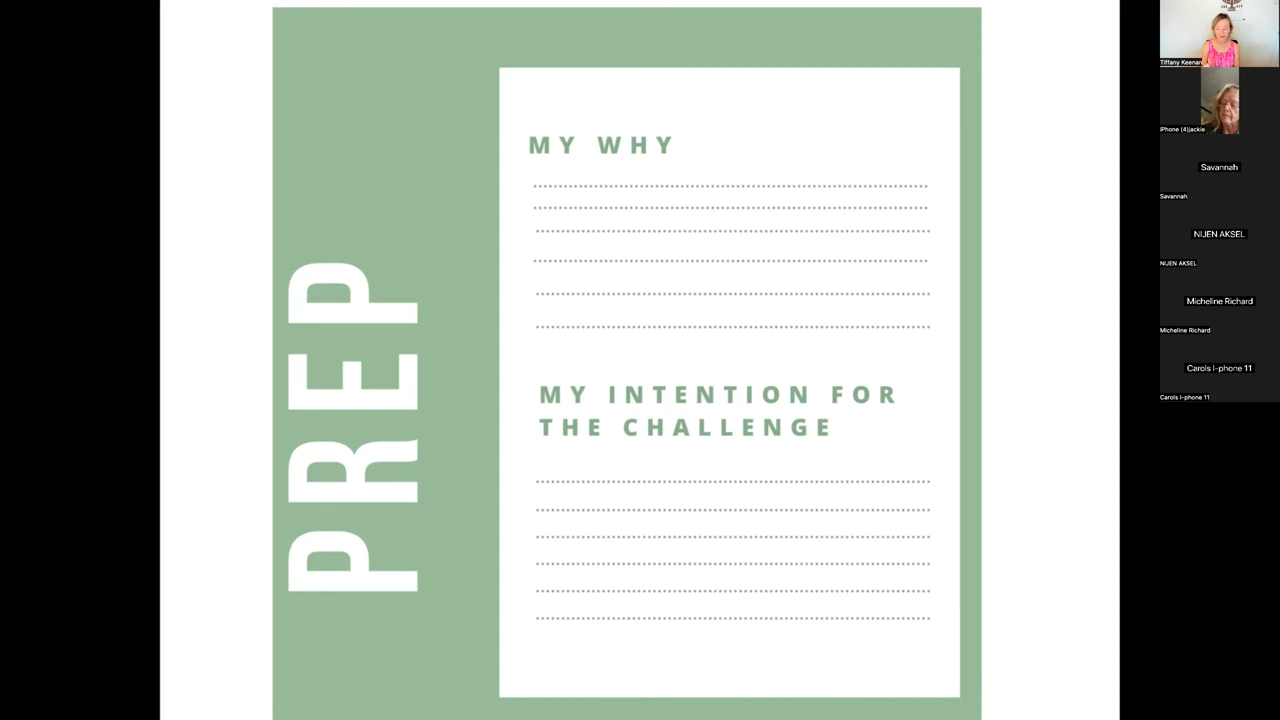 PREP
MY WHY
MY INTENTION FOR
THE CHALLENGE
Tiffany Keenan
iPhone (4)jackie
Savannah
Savannah
NIJEN AKSEL
NIJEN AKSEL
Micheline Richard
Micheline Richard
Carols I-phone 11
Carols I-phone 11